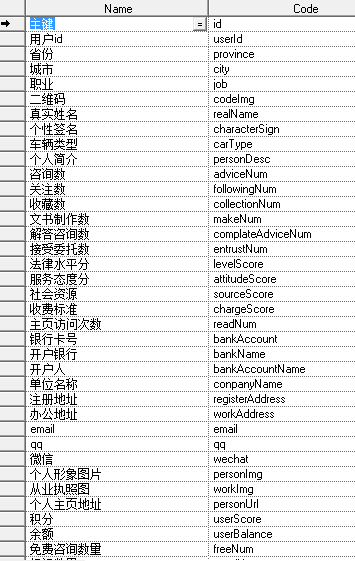 Name Code
主键 = id
用户id userId
省份 province
城市 city
职业 job
二维码 codeImg
真实姓名 realName
个性签名 characterSign
车辆类型 carType
个人简介 personDesc
咨询数 adviceNum
关注数 followingNum
收藏数 collectionNum
文书制作数 makeNum
解答咨询数 complateAdviceNum
接受委托数 entrustNum
法律水平分 levelScore
服务态度分 attitudeScore
社会资源 sourceScore
收费标准 chargeScore
主页访问次数 readNum
银行卡号 bankAccount
开户银行 bankName
开户人 bankAccountName
单位名称 conpanyName
注册地址 registerAddress
办公地址 workAddress
email email
qq qq
微信 wechat
个人形象图片 personImg
从业执照图 workImg
个人主页地址 personUrl
积分 userScore
余额 userBalance
免费咨询数量 freeNum